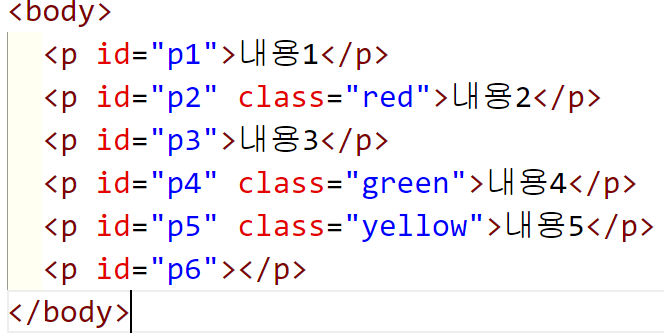 <body>
<p id="p1">내용1</p>
<p id="p2" class="red">내용2</p>
<p id="p3">내용3</p>
<p id="p4" class="green">내용4</p>
<p id="p5" class="yellow">내용5</p>
<p id="p6"></p>
</body>